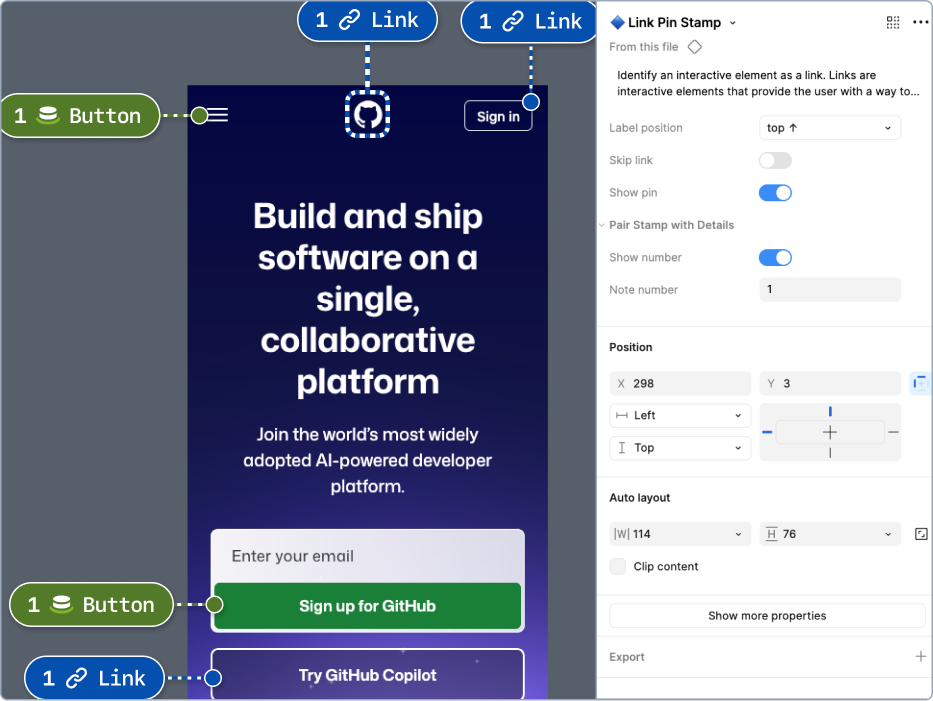 1 Link
1 Link
1 Button
Sign in
Build and ship
software on a
single,
collaborative
platform
Join the world's most widely
adopted AI-powered developer
platform.
Enter your email
1 Button
Sign up for GitHub
1 Link
Try GitHub Copilot
Link Pin Stamp
From this file
Identify an interactive element as a link. Links are
interactive elements that provide the user with a way to...
Label position
top ↑
Skip link
Show pin
Pair Stamp with Details
Show number
Note number
1
Position
X 298
Y 3
Left
Top
Auto layout
W 114
H 76
Clip content
Show more properties
Export